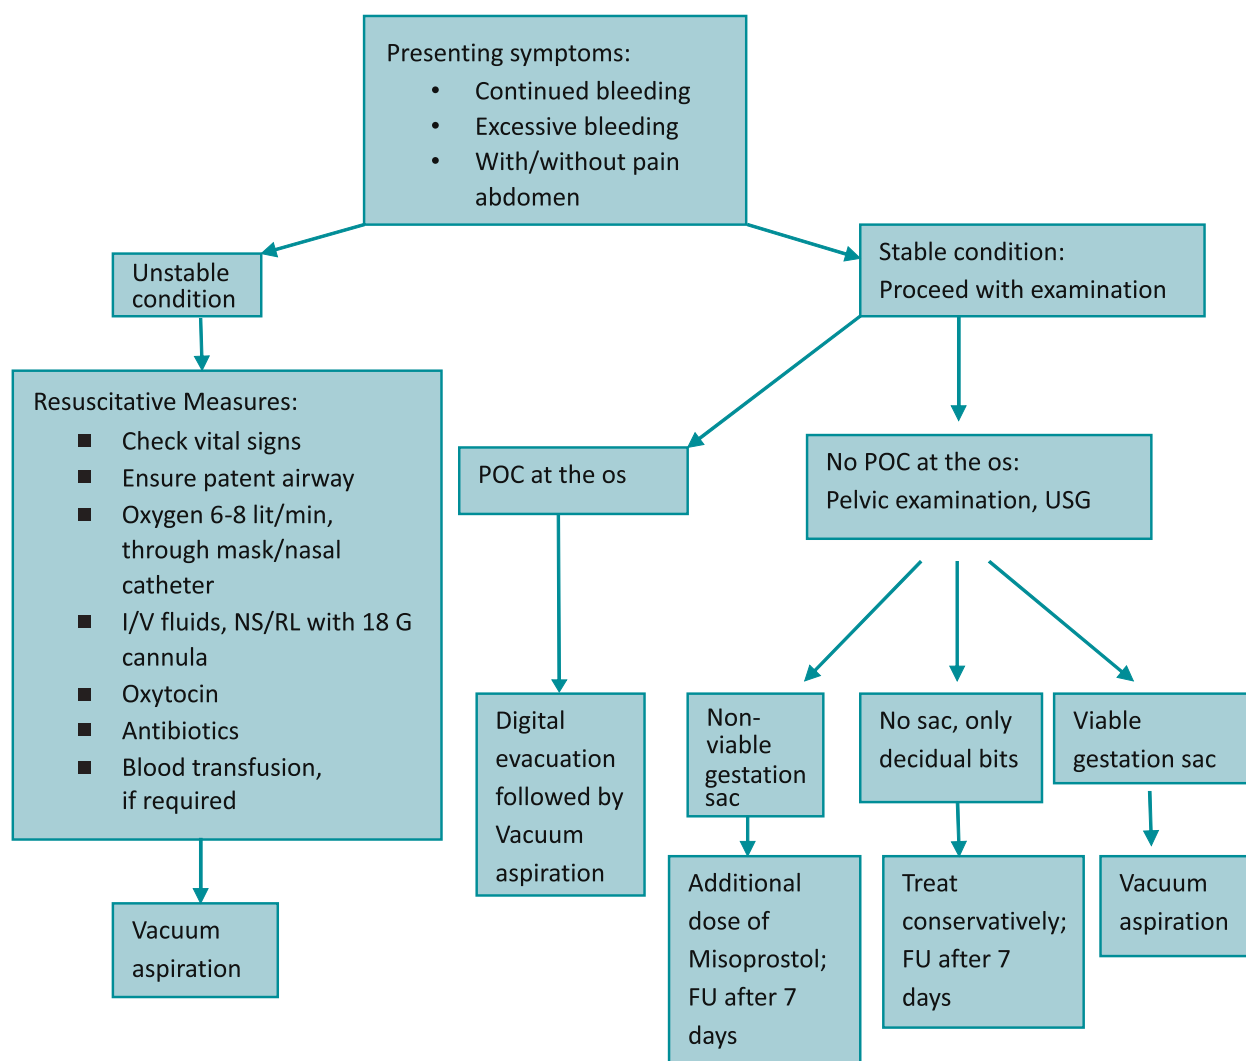 Presenting symptoms:
• Continued bleeding
• Excessive bleeding
• With/without pain
abdomen
Unstable
condition
Stable condition:
Proceed with examination
Resuscitative Measures:
■ Check vital signs
■ Ensure patent airway
■ Oxygen 6-8 lit/min,
through mask/nasal
catheter
■ I/V fluids, NS/RL with 18 G
cannula
■ Oxytocin
■ Antibiotics
■ Blood transfusion,
if required
POC at the os
No POC at the os:
Pelvic examination, USG
Digital
evacuation
followed by
Vacuum
aspiration
Non-
viable
gestation
sac
No sac, only
decidual bits
Viable
gestation sac
Vacuum
aspiration
Additional
dose of
Misoprostol;
FU after 7
days
Treat
conservatively;
FU after 7
days
Vacuum
aspiration